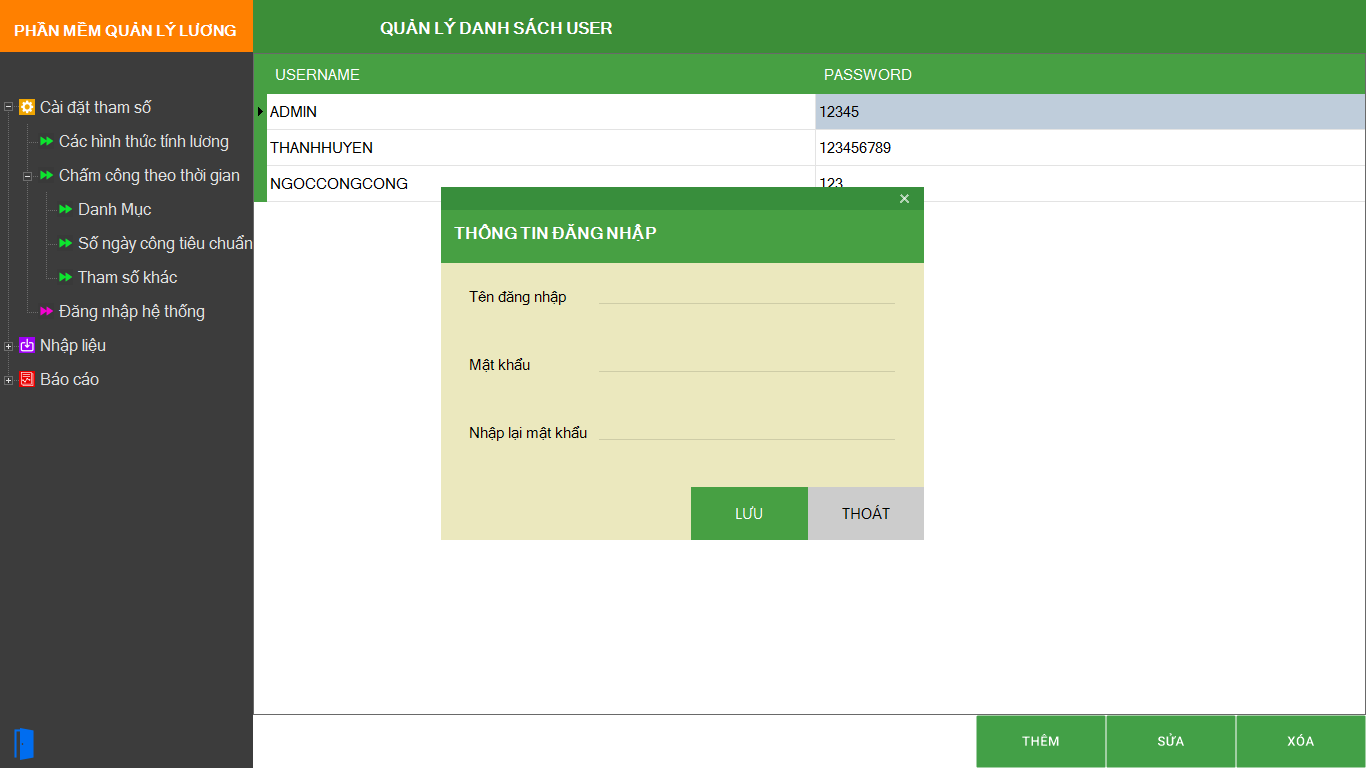 PHẦN MỀM QUẢN LÝ LƯƠNG
QUẢN LÝ DANH SÁCH USER
Cài đặt tham số
Các hình thức tính lương
Chấm công theo thời gian
Danh Mục
Số ngày công tiêu chuẩn
Tham số khác
Đăng nhập hệ thống
Nhập liệu
Báo cáo
USERNAME PASSWORD
ADMIN 12345
THANHHUYEN 123456789
NGOCCONGCONG 123
THÔNG TIN ĐĂNG NHẬP
Tên đăng nhập
Mật khẩu
Nhập lại mật khẩu
LƯU THOÁT
THÊM SỬA XÓA